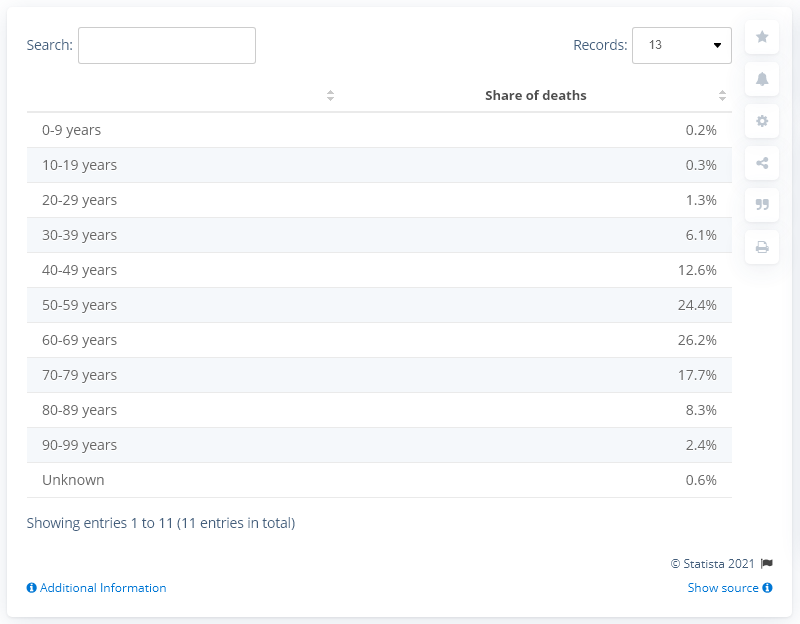 Search:
Records: 13
Share of deaths
0-9 years 0.2%
10-19 years 0.3%
20-29 years 1.3%
30-39 years 6.1%
40-49 years 12.6%
50-59 years 24.4%
60-69 years 26.2%
70-79 years 17.7%
80-89 years 8.3%
90-99 years 2.4%
Unknown 0.6%
Showing entries 1 to 11 (11 entries in total)
© Statista 2021
Additional Information
Show source